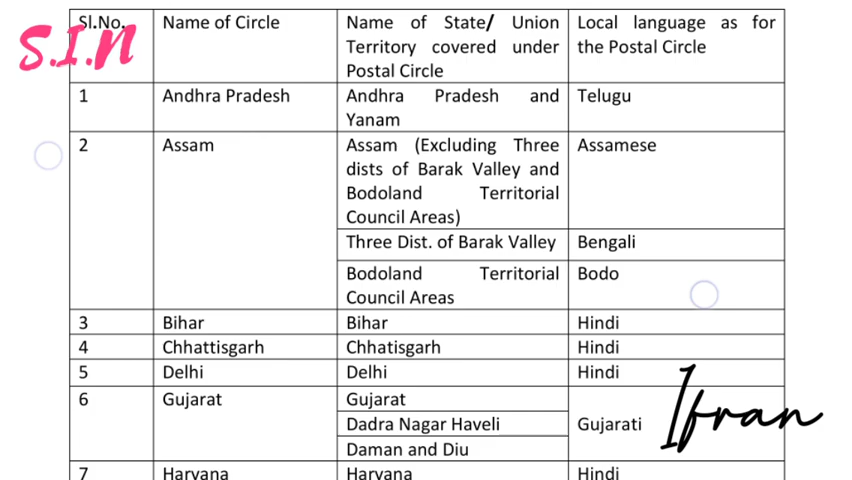 Sl.No. Name of Circle Name of State/ Union Local language as for
S.I.N
Territory covered under the Postal Circle
Postal Circle
1 Andhra Pradesh Andhra Pradesh and Telugu
Yanam
2 Assam Assam (Excluding Three Assamese
dists of Barak Valley and
Bodoland Territorial
Council Areas)
Three Dist. of Barak Valley Bengali
Bodoland Territorial Bodo
Council Areas
3 Bihar Bihar Hindi
4 Chhattisgarh Chhatisgarh Hindi
5 Delhi Delhi Hindi
6 Gujarat Gujarat
Dadra Nagar Haveli Gujarati
Ifran
Daman and Diu
7 Haryana Haryana Hindi